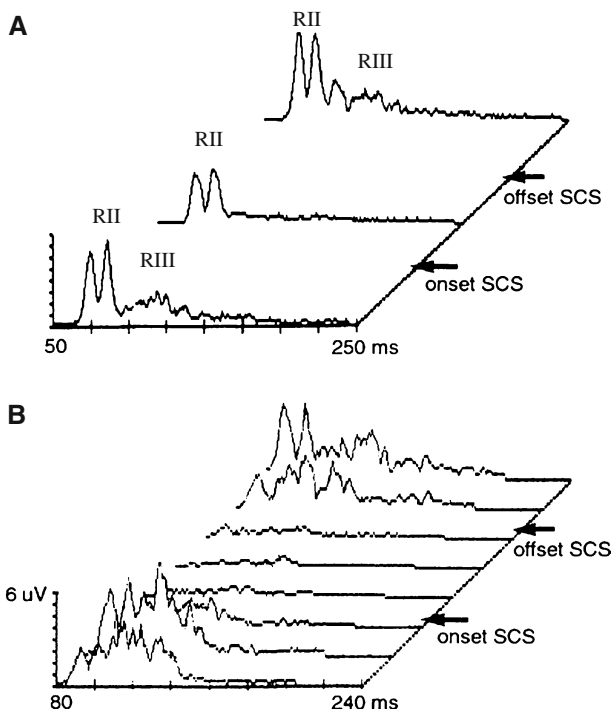 A
RII
RIII
RII
offset SCS
RII
RIII
onset SCS
50
250 ms
B
offset SCS
6 uV
onset SCS
80
240 ms